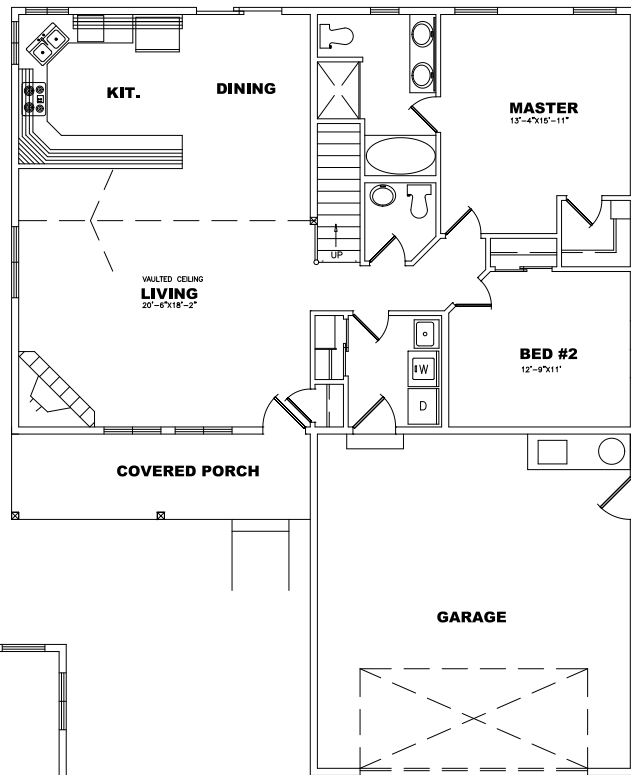 KIT.
DINING
MASTER
13'-4"X15'-11"
UP
VAULTED CEILING
LIVING
20'-6"X18'-2"
BED #2
12'-9"X11'
W
D
COVERED PORCH
GARAGE